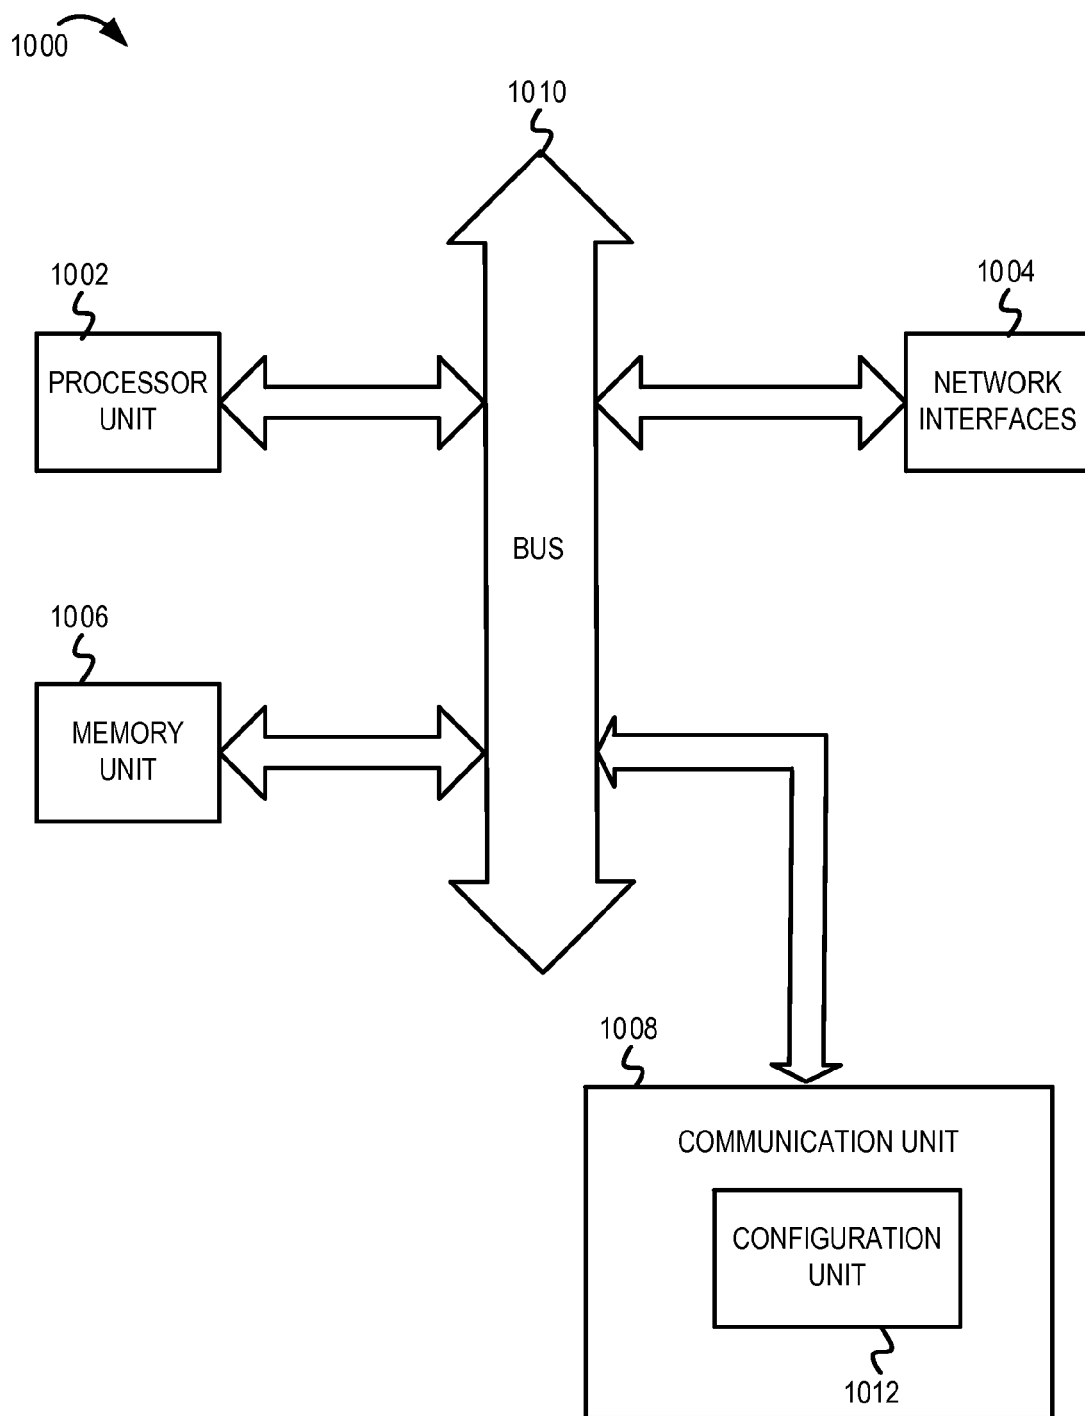 1000
1010
1002
1004
PROCESSOR
UNIT
NETWORK
INTERFACES
BUS
1006
MEMORY
UNIT
1008
COMMUNICATION UNIT
CONFIGURATION
UNIT
1012